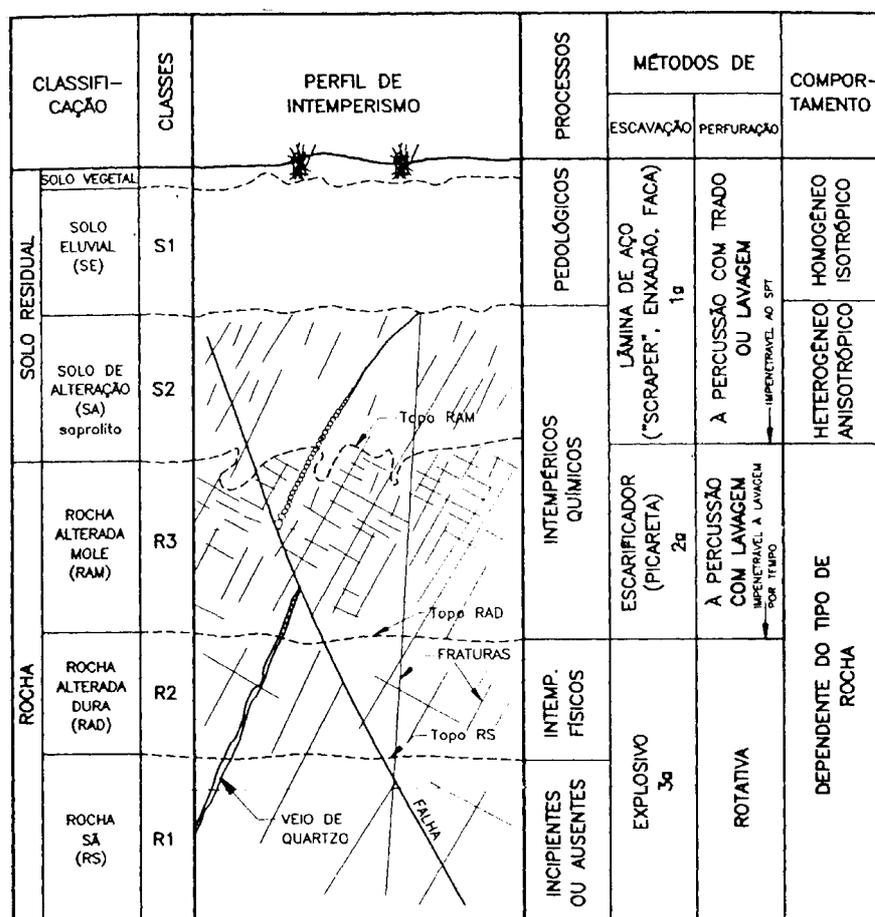 CLASSIFI-
CAÇÃO
CLASSES
PERFIL DE
INTEMPERISMO
PROCESSOS
MÉTODOS DE
ESCAVAÇÃO
PERFURAÇÃO
COMPOR-
TAMENTO
SOLO RESIDUAL
SOLO VEGETAL
SOLO
ELUVIAL
(SE)
S1
PEDOLÓGICOS
LÂMINA DE AÇO
("SCRAPER", ENXADÃO, FACA)
1a
À PERCUSSÃO COM TRADO
OU LAVAGEM
IMPENETRÁVEL AO SPT
HOMOGÊNEO
ISOTRÓPICO
SOLO DE
ALTERAÇÃO
(SA)
saprolito
S2
Topo RAM
INTEMPÉRICOS
QUÍMICOS
HETEROGÊNEO
ANISOTRÓPICO
ROCHA
ROCHA
ALTERADA
MOLE
(RAM)
R3
Topo RAD
ESCARIFICADOR
(PICARETA)
2a
À PERCUSSÃO
COM LAVAGEM
IMPENETRÁVEL À LAVAGEM
POR TEMPO
DEPENDENTE DO TIPO DE
ROCHA
ROCHA
ALTERADA
DURA
(RAD)
R2
FRATURAS
Topo RS
INTEMP.
FÍSICOS
EXPLOSIVO
3a
ROTATIVA
ROCHA
SÃ
(RS)
R1
VEIO DE
QUARTZO
FALHA
INCIPIENTES
OU AUSENTES